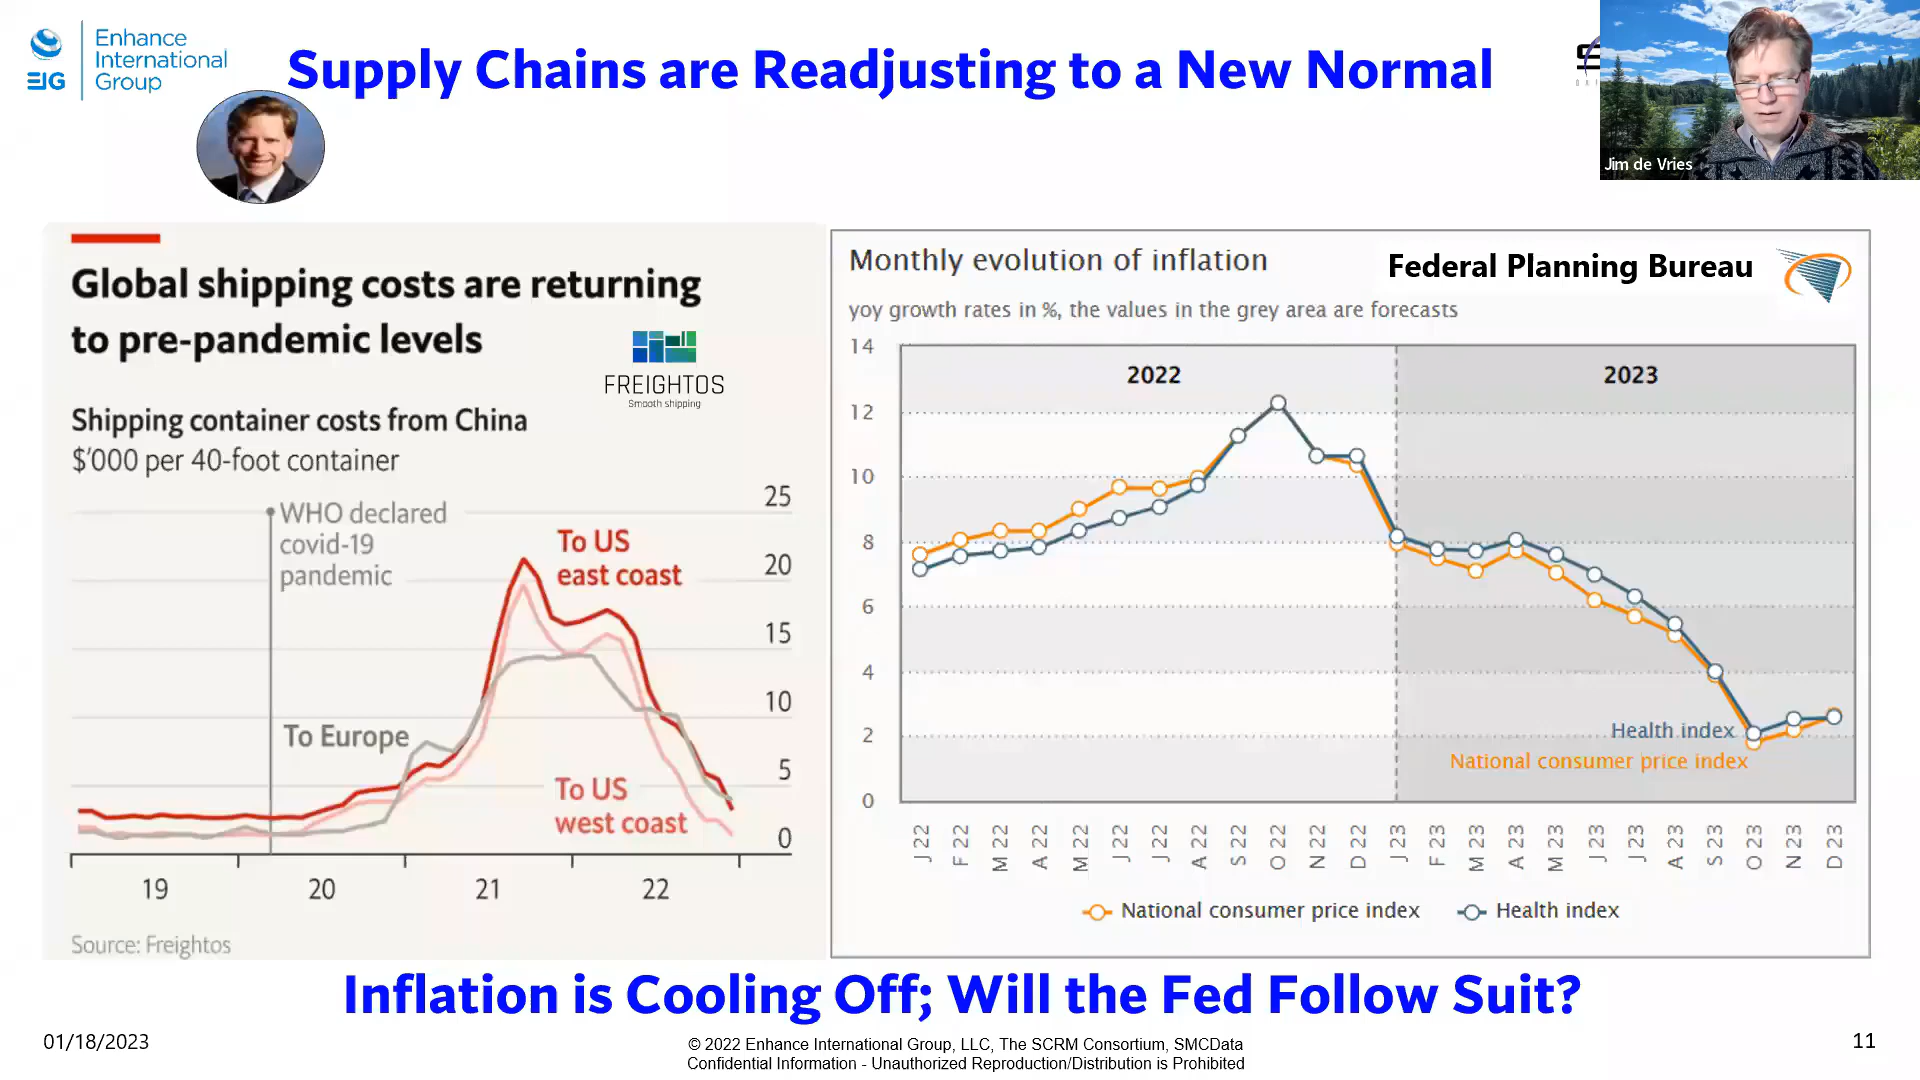 Enhance
International
Group
EIG
Supply Chains are Readjusting to a New Normal
Jim de Vries
Global shipping costs are returning
to pre-pandemic levels
FREIGHTOS
Smooth shipping
Shipping container costs from China
$'000 per 40-foot container
WHO declared
covid-19
pandemic
To US
east coast
To Europe
To US
west coast
25
20
15
10
5
0
19 20 21 22
Source: Freightos
Monthly evolution of inflation
Federal Planning Bureau
yoy growth rates in %, the values in the grey area are forecasts
14
12
10
8
6
4
2
0
2022 2023
Health index
National consumer price index
J 22 F 22 M 22 A 22 M 22 J 22 J 22 A 22 S 22 O 22 N 22 D 22 J 23 F 23 M 23 A 23 M 23 J 23 J 23 A 23 S 23 O 23 N 23 D 23
National consumer price index Health index
Inflation is Cooling Off; Will the Fed Follow Suit?
01/18/2023
© 2022 Enhance International Group, LLC, The SCRM Consortium, SMCData
Confidential Information - Unauthorized Reproduction/Distribution is Prohibited
11